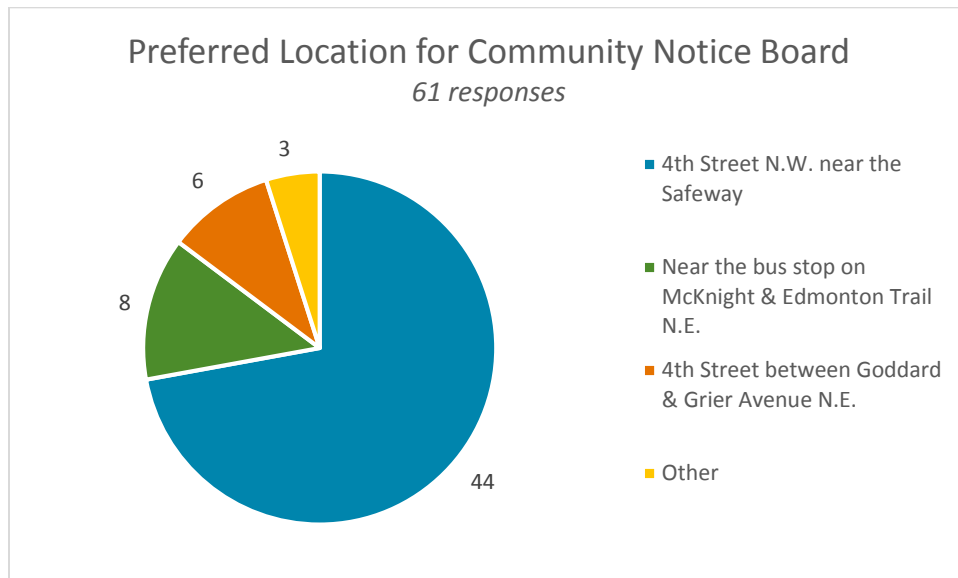 Preferred Location for Community Notice Board
61 responses
3
6
8
44
4th Street N.W. near the
Safeway
Near the bus stop on
McKnight & Edmonton Trail
N.E.
4th Street between Goddard
& Grier Avenue N.E.
Other